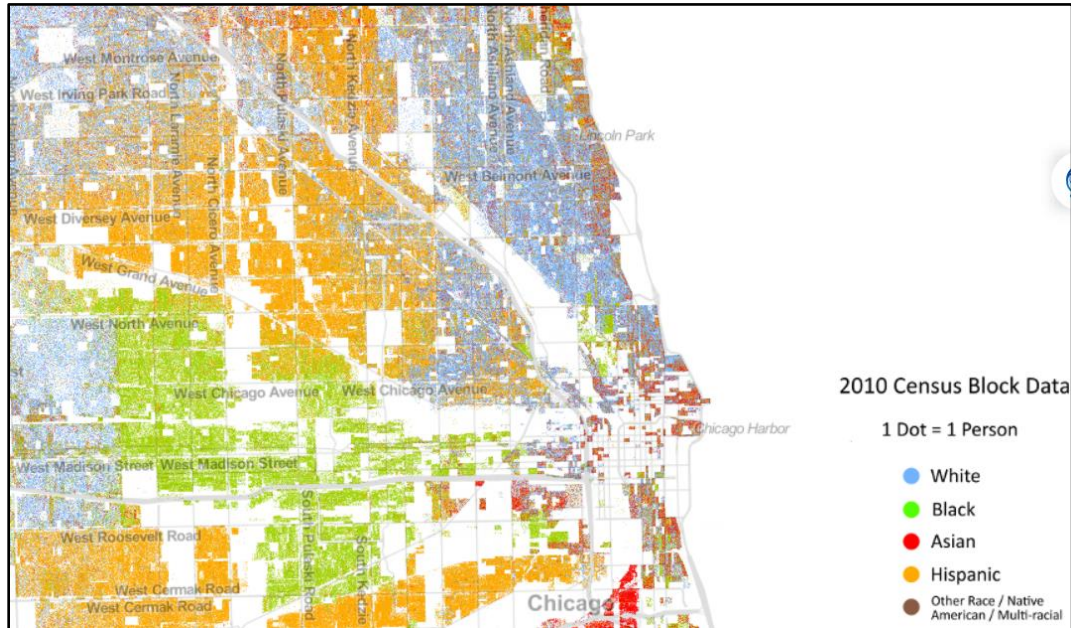 West Montrose Avenue
West Irving Park Road
North Laramie Avenue
North Cicero Avenue
North Pulaski Road
North Kedzie Avenue
North Ashland Avenue
North Ashland Avenue
Road
Lincoln Park
West Belmont Avenue
West Diversey Avenue
West Grand Avenue
West North Avenue
West Chicago Avenue
West Chicago Avenue
Chicago Harbor
West Madison Street
West Madison Street
South Pulaski Road
South Kedzie
West Roosevelt Road
West Cermak Road
West Cermak Road
Chicago
2010 Census Block Data
1 Dot = 1 Person
White
Black
Asian
Hispanic
Other Race / Native
American / Multi-racial